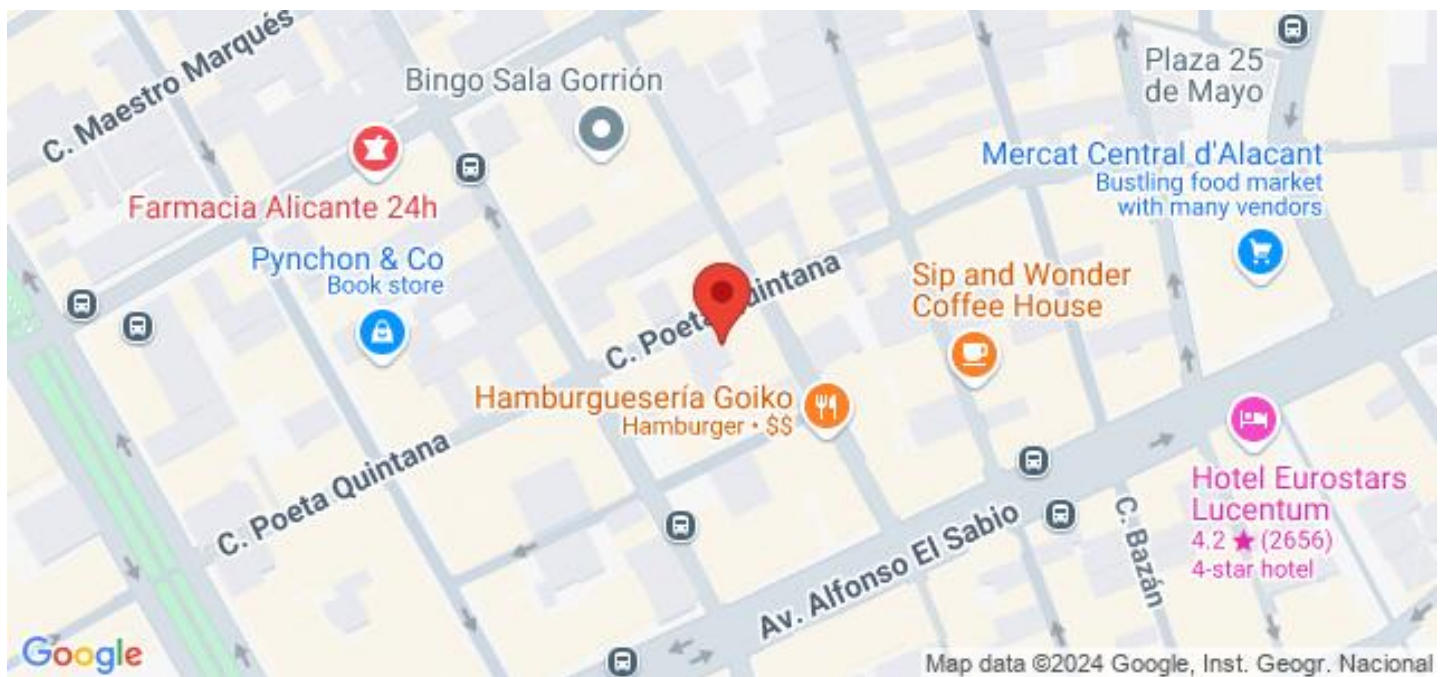 C. Maestro Marqués
Bingo Sala Gorrión
Plaza 25
de Mayo
Farmacia Alicante 24h
Mercat Central d'Alacant
Bustling food market
with many vendors
Pynchon & Co
Book store
C. Poeta Quintana
Sip and Wonder
Coffee House
Hamburguesería Goiko
Hamburger • $$
C. Poeta Quintana
Hotel Eurostars
Lucentum
4.2 ★ (2656)
4-star hotel
Av. Alfonso El Sabio
C. Bazán
Google
Map data ©2024 Google, Inst. Geogr. Nacional